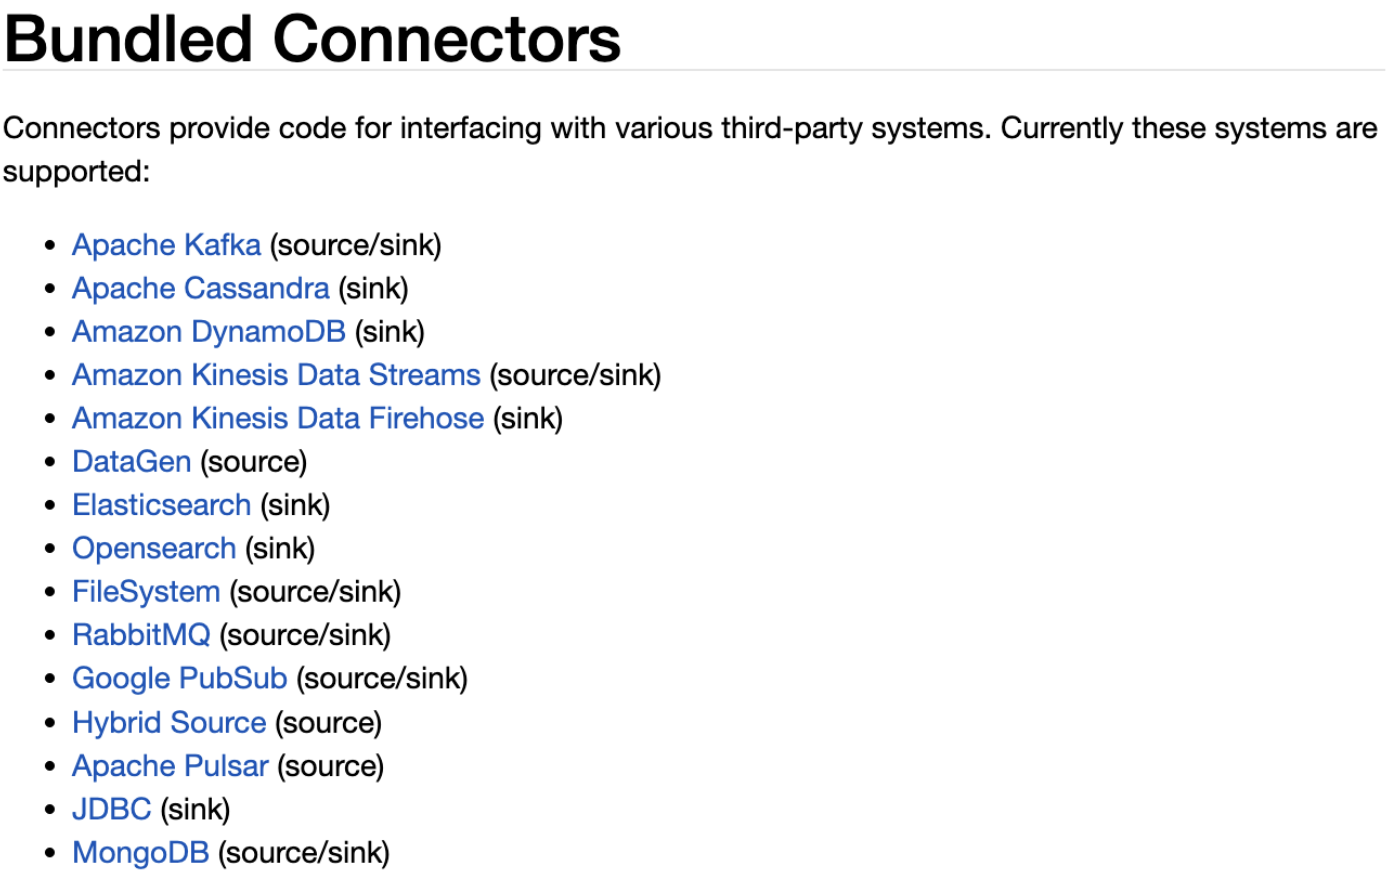 Bundled Connectors
Connectors provide code for interfacing with various third-party systems. Currently these systems are
supported:
• Apache Kafka (source/sink)
• Apache Cassandra (sink)
• Amazon DynamoDB (sink)
• Amazon Kinesis Data Streams (source/sink)
• Amazon Kinesis Data Firehose (sink)
• DataGen (source)
• Elasticsearch (sink)
• Opensearch (sink)
• FileSystem (source/sink)
• RabbitMQ (source/sink)
• Google PubSub (source/sink)
• Hybrid Source (source)
• Apache Pulsar (source)
• JDBC (sink)
• MongoDB (source/sink)